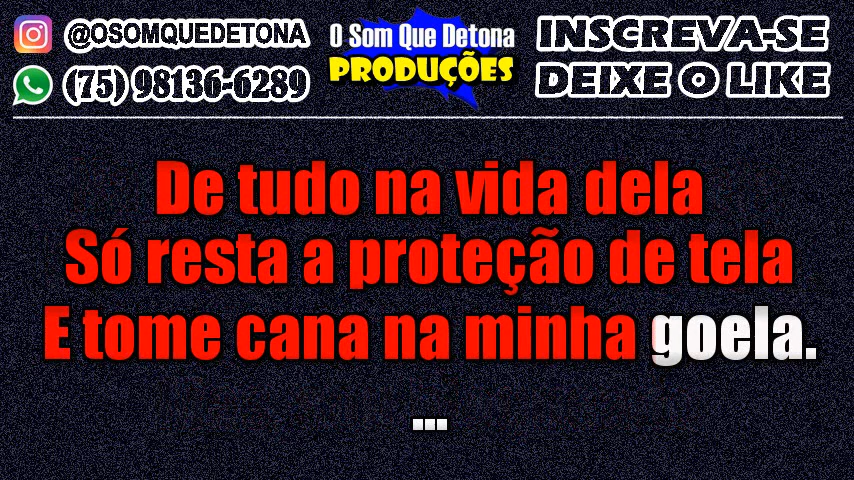 @OSOMQUEDETONA
(75) 98136-6289
O Som Que Detona
PRODUÇÕES
INSCREVA-SE
DEIXE O LIKE
De tudo na vida dela
Só resta a proteção de tela
E tome cana na minha goela.
...